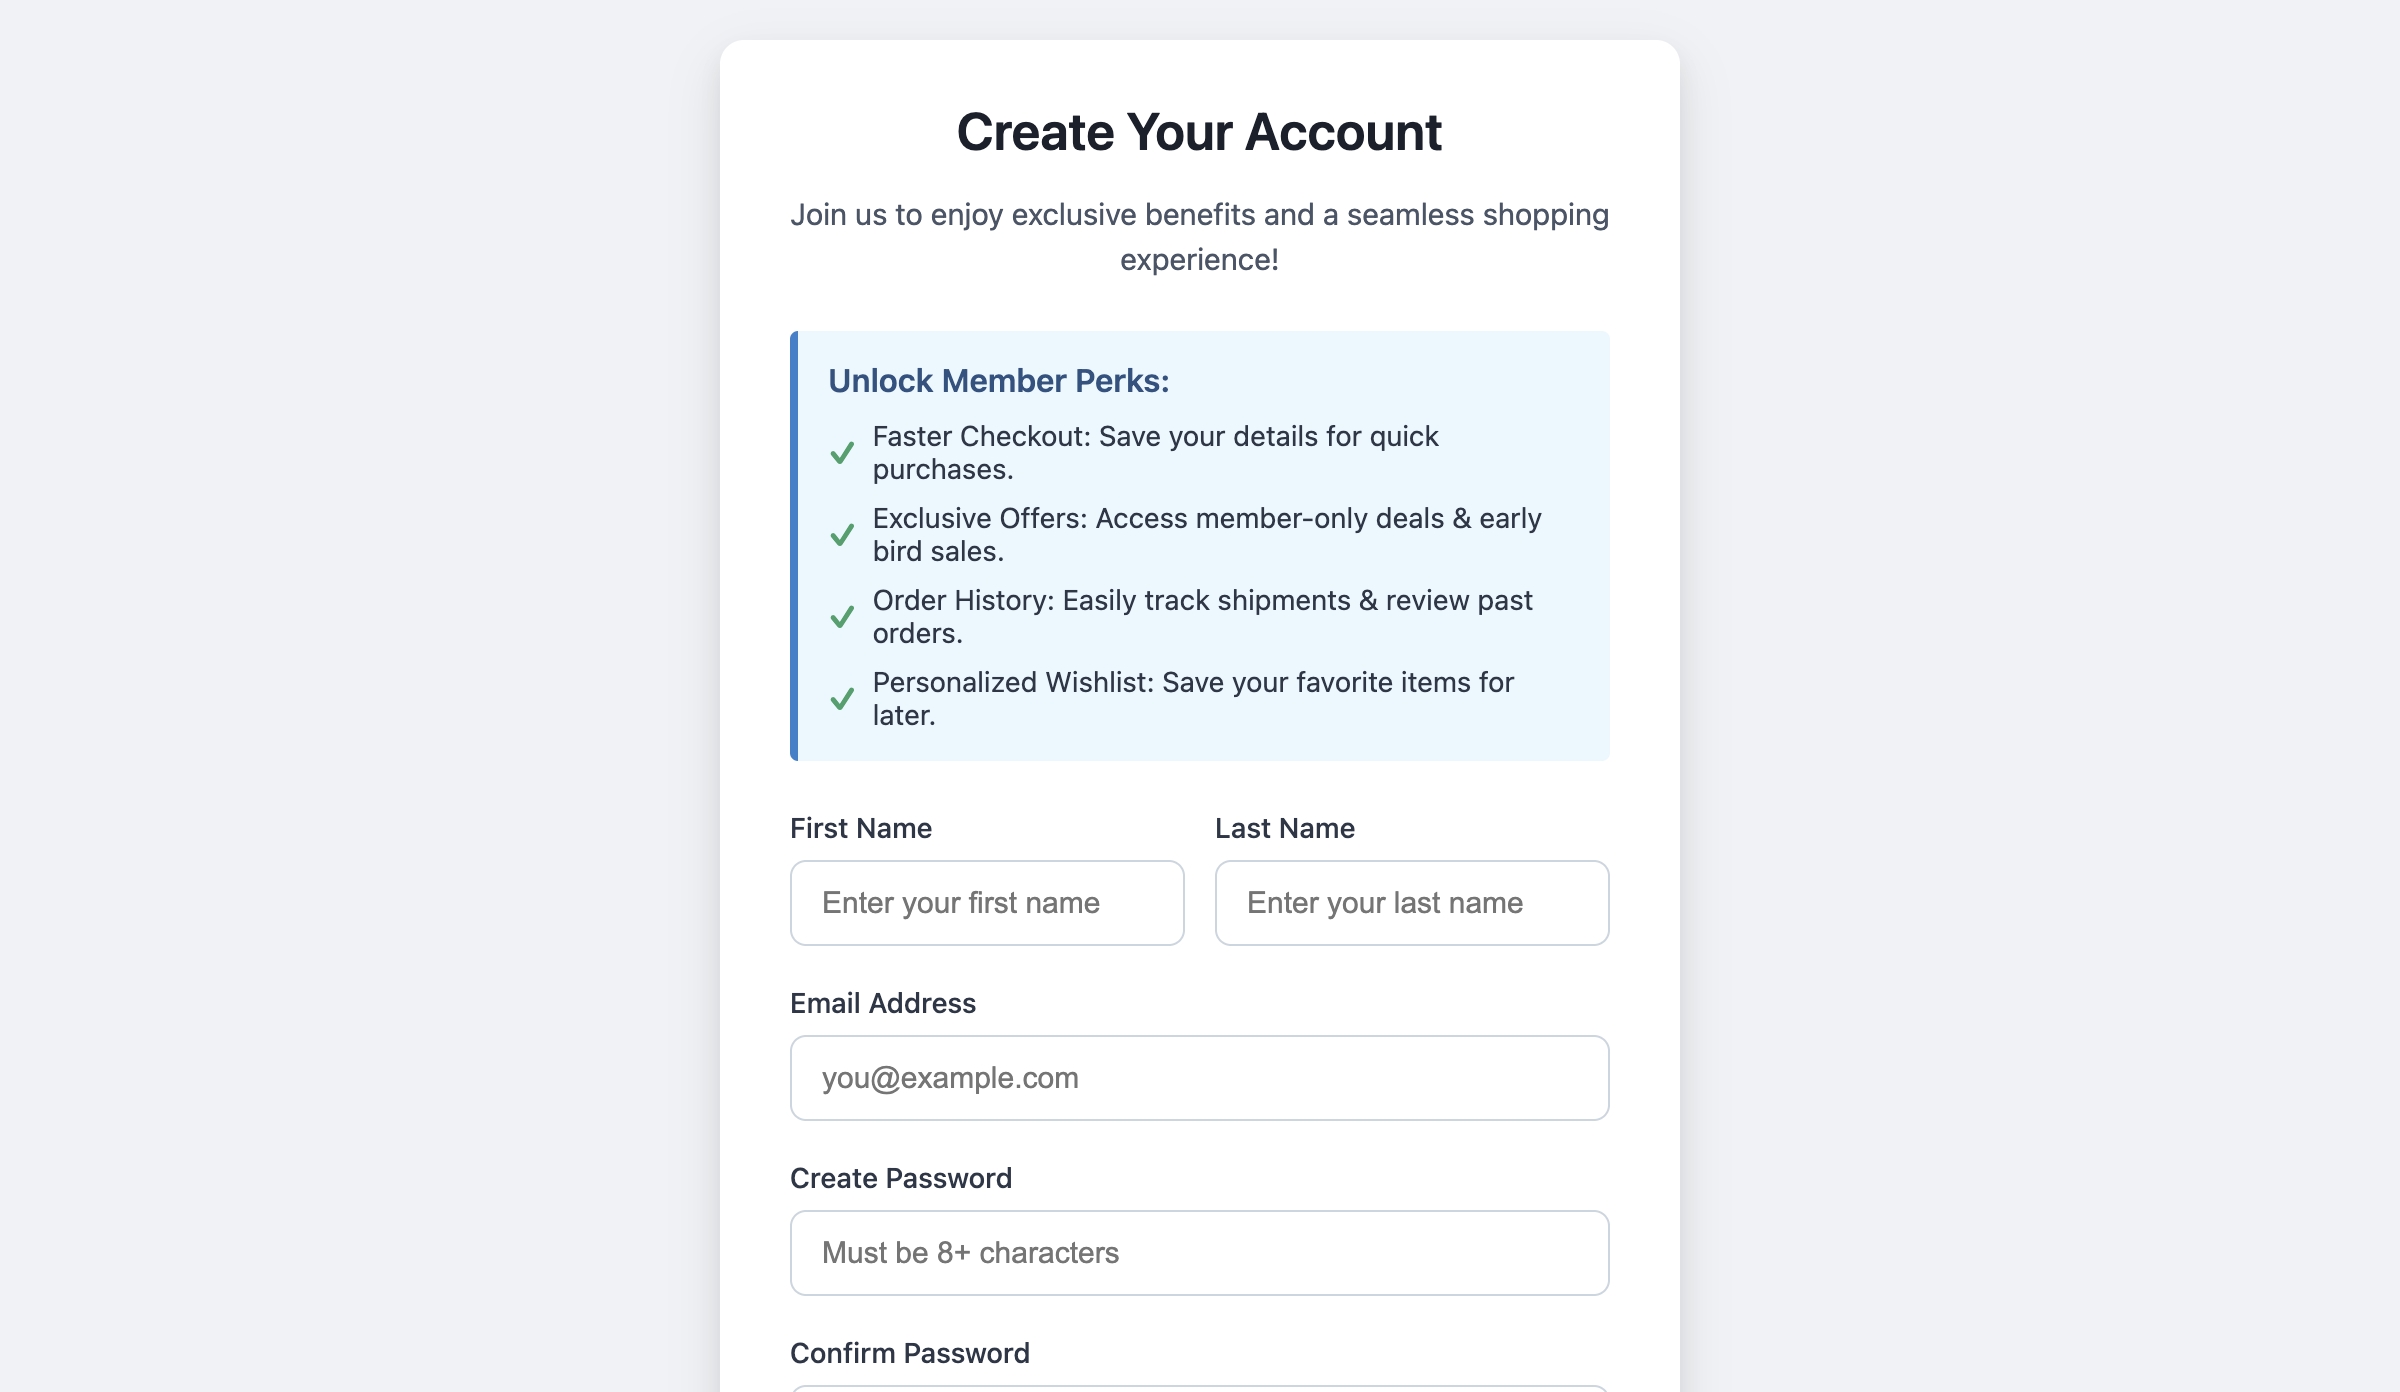 Create Your Account
Join us to enjoy exclusive benefits and a seamless shopping
experience!
Unlock Member Perks:
Faster Checkout: Save your details for quick
purchases.
Exclusive Offers: Access member-only deals & early
bird sales.
Order History: Easily track shipments & review past
orders.
Personalized Wishlist: Save your favorite items for
later.
First Name
Last Name
Enter your first name
Enter your last name
Email Address
you@example.com
Create Password
Must be 8+ characters
Confirm Password